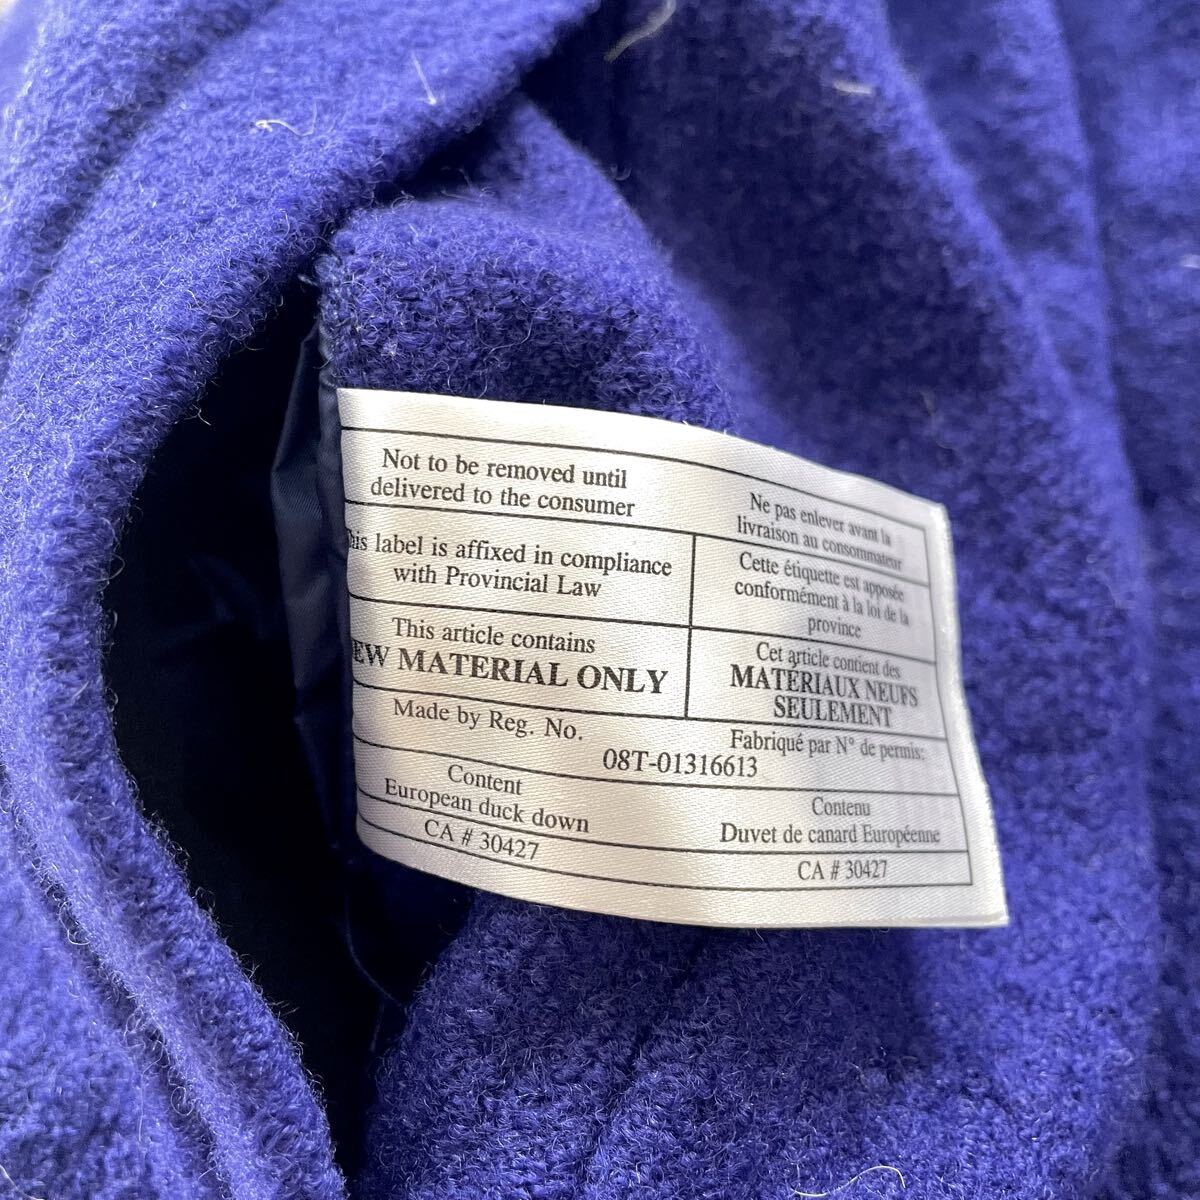 Not to be removed until
delivered to the consumer
Ne pas enlever avant la
livraison au consommateur
label is affixed in compliance
with Provincial Law
Cette étiquette est apposée
conformément à la loi de la
province
This article contains
EW MATERIAL ONLY
Cet article contient des
MATÉRIAUX NEUFS
SEULEMENT
Made by Reg. No.
Fabriqué par N° de permis:
08T-01316613
Content
European duck down
Contenu
Duvet de canard Européenne
CA # 30427
CA # 30427